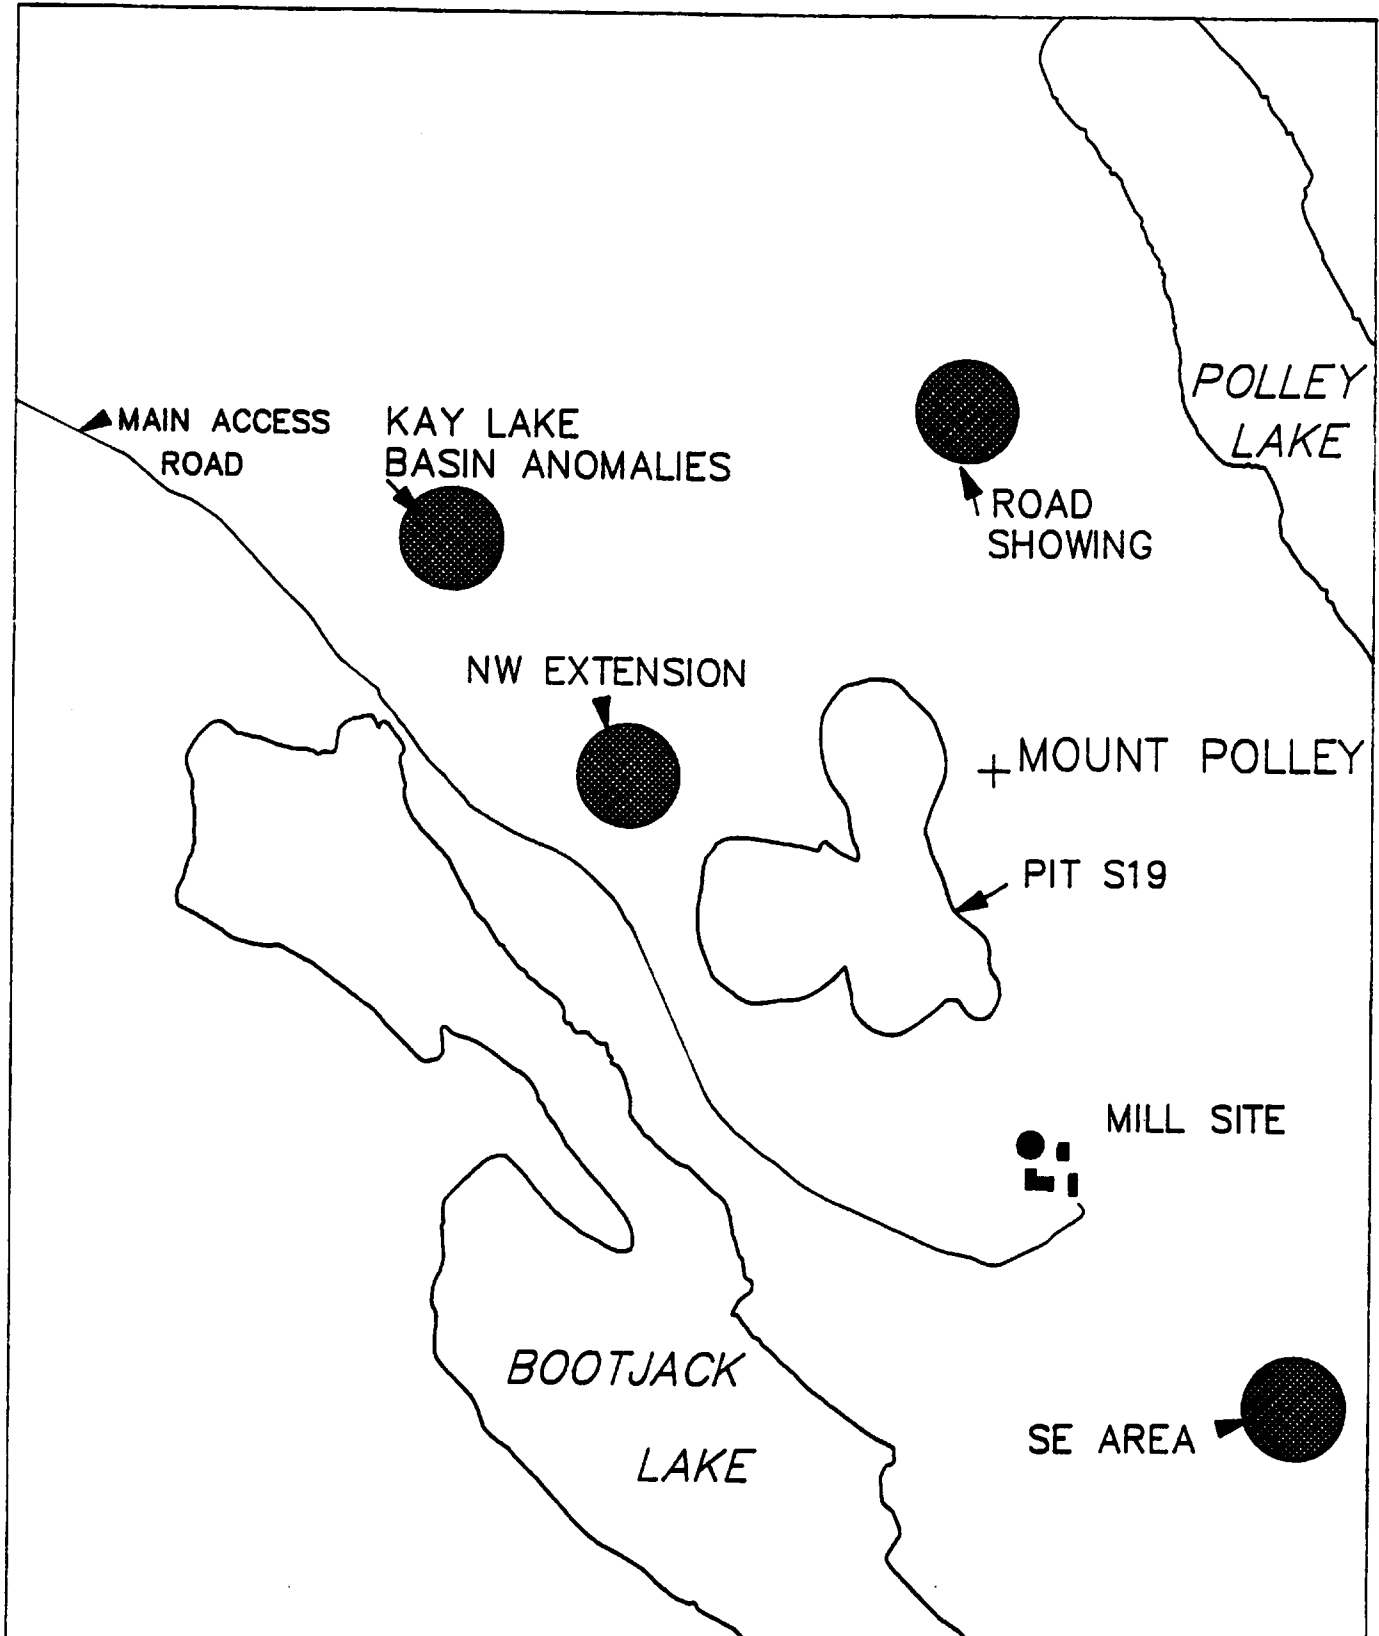 POLLEY
LAKE
MAIN ACCESS
ROAD
KAY LAKE
BASIN ANOMALIES
ROAD
SHOWING
NW EXTENSION
MOUNT POLLEY
PIT S19
MILL SITE
BOOTJACK
LAKE
SE AREA